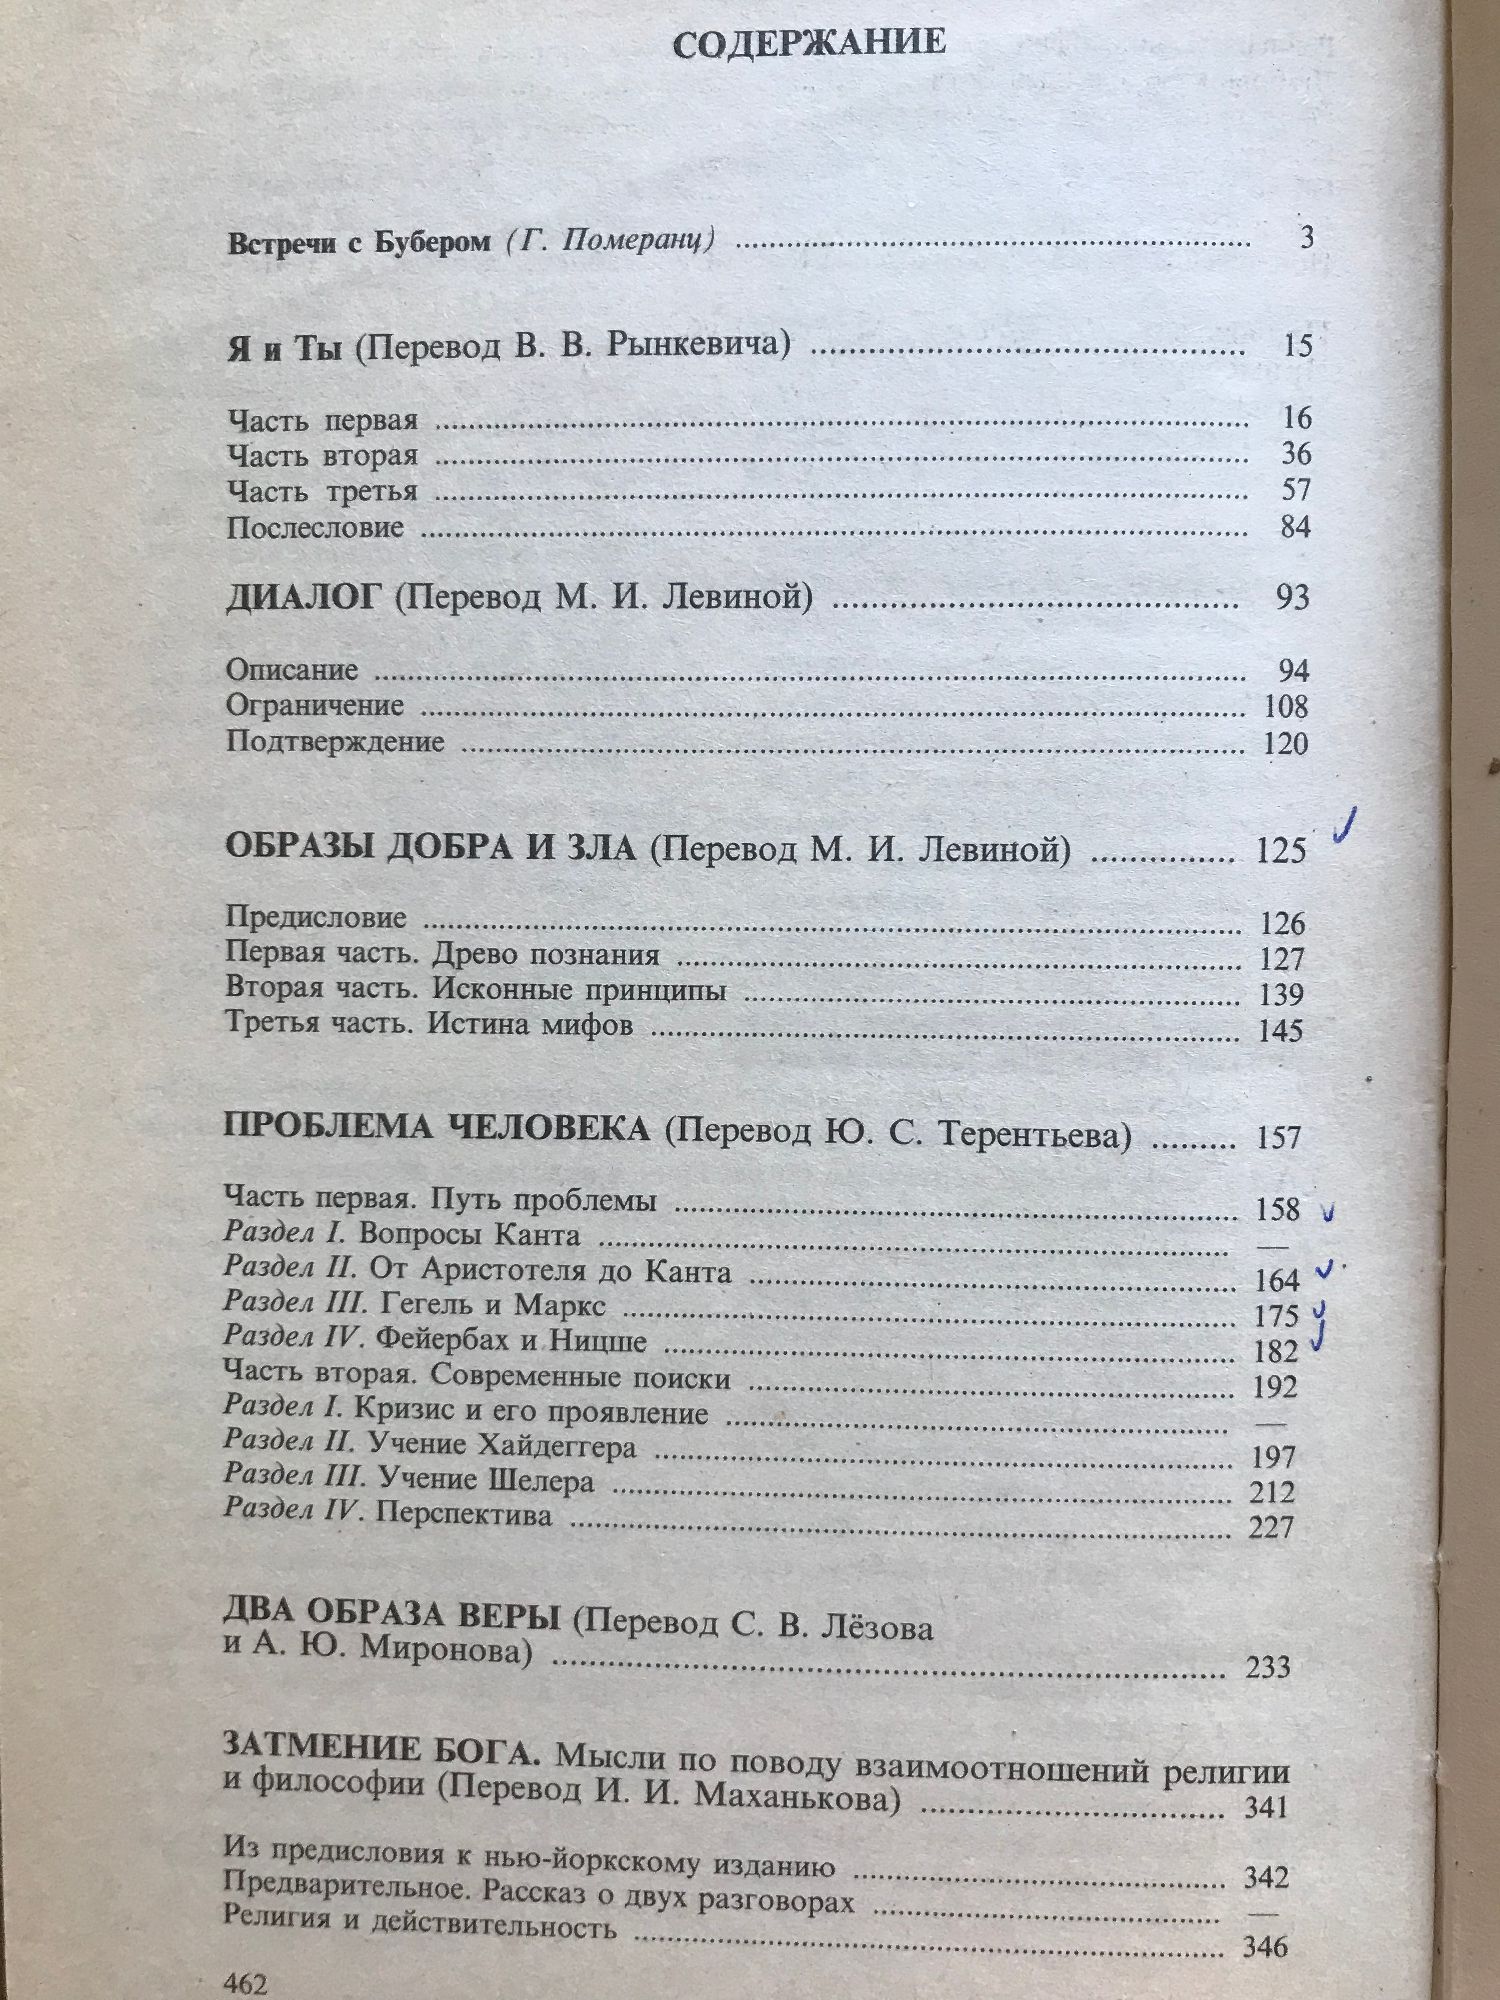 СОДЕРЖАНИЕ
Встречи с Бубером (Г. Померанц) ........ 3
Я и Ты (Перевод В. В. Рынкевича) ........ 15
Часть первая ........ 16
Часть вторая ........ 36
Часть третья ........ 57
Послесловие ........ 84
ДИАЛОГ (Перевод М. И. Левиной) ........ 93
Описание ........ 94
Ограничение ........ 108
Подтверждение ........ 120
ОБРАЗЫ ДОБРА И ЗЛА (Перевод М. И. Левиной) ........ 125
Предисловие ........ 126
Первая часть. Древо познания ........ 127
Вторая часть. Исконные принципы ........ 139
Третья часть. Истина мифов ........ 145
ПРОБЛЕМА ЧЕЛОВЕКА (Перевод Ю. С. Терентьева) ........ 157
Часть первая. Путь проблемы ........ 158
Раздел I. Вопросы Канта ........ —
Раздел II. От Аристотеля до Канта ........ 164
Раздел III. Гегель и Маркс ........ 175
Раздел IV. Фейербах и Ницше ........ 182
Часть вторая. Современные поиски ........ 192
Раздел I. Кризис и его проявление ........ —
Раздел II. Учение Хайдеггера ........ 197
Раздел III. Учение Шелера ........ 212
Раздел IV. Перспектива ........ 227
ДВА ОБРАЗА ВЕРЫ (Перевод С. В. Лёзова
и А. Ю. Миронова) ........ 233
ЗАТМЕНИЕ БОГА. Мысли по поводу взаимоотношений религии
и философии (Перевод И. И. Маханькова) ........ 341
Из предисловия к нью-йоркскому изданию ........ 342
Предварительное. Рассказ о двух разговорах ........ —
Религия и действительность ........ 346
462